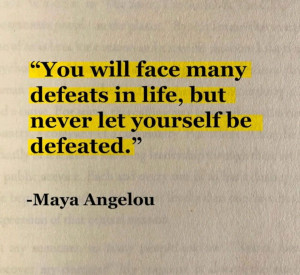 “You will face many
defeats in life, but
never let yourself be
defeated.”
-Maya Angelou